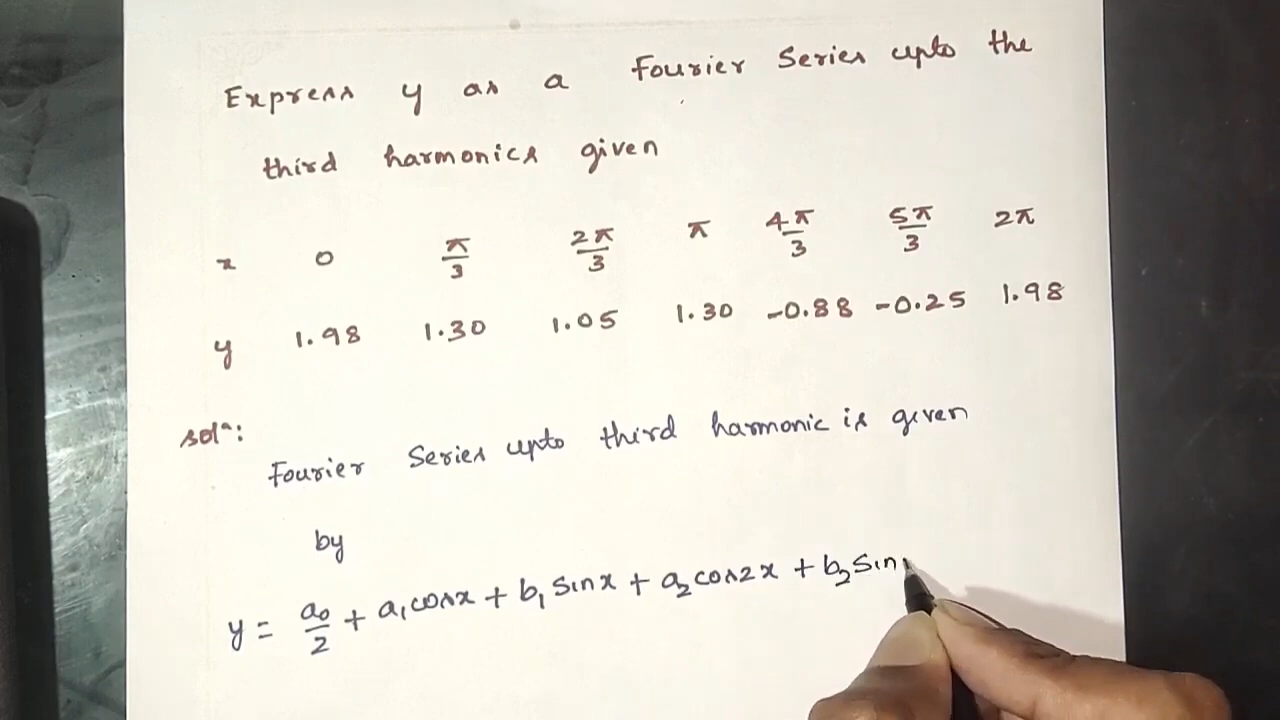 Express y as a Fourier Series upto the
third harmonics given
x 0 π/3 2π/3 π 4π/3 5π/3 2π
y 1.98 1.30 1.05 1.30 -0.88 -0.25 1.98
Solⁿ:
Fourier Series upto third harmonic is given
by
y = a₀/2 + a₁cosx + b₁sinx + a₂cos2x + b₂sin